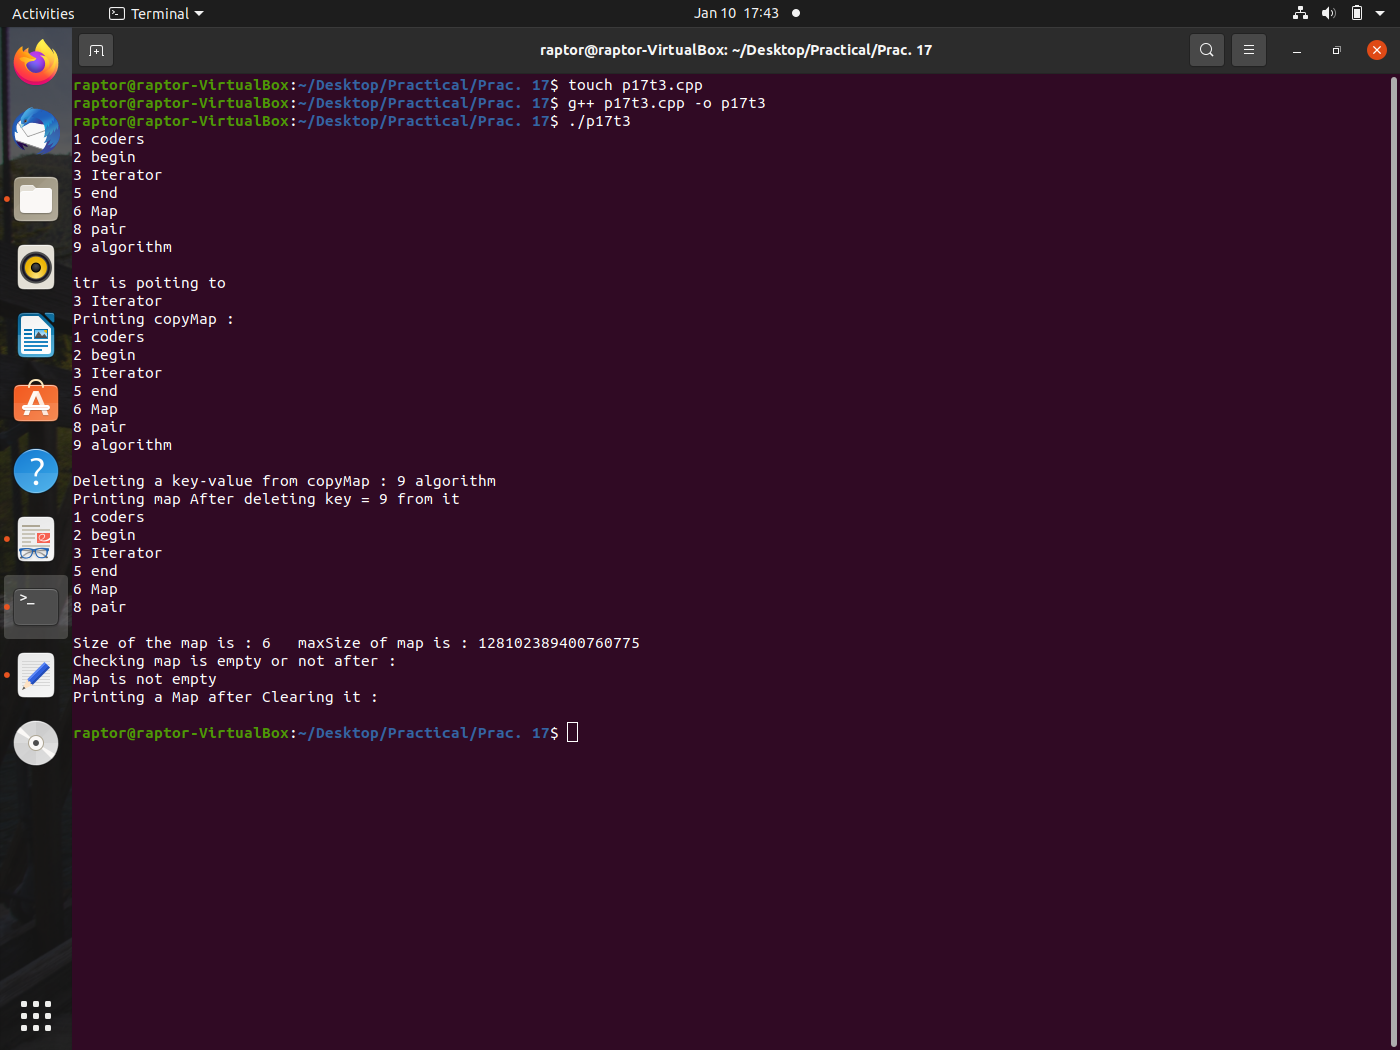 Activities Terminal Jan 10 17:43
raptor@raptor-VirtualBox: ~/Desktop/Practical/Prac. 17
raptor@raptor-VirtualBox:~/Desktop/Practical/Prac. 17$ touch p17t3.cpp
raptor@raptor-VirtualBox:~/Desktop/Practical/Prac. 17$ g++ p17t3.cpp -o p17t3
raptor@raptor-VirtualBox:~/Desktop/Practical/Prac. 17$ ./p17t3
1 coders
2 begin
3 Iterator
5 end
6 Map
8 pair
9 algorithm
itr is poiting to
3 Iterator
Printing copyMap :
1 coders
2 begin
3 Iterator
5 end
6 Map
8 pair
9 algorithm
Deleting a key-value from copyMap : 9 algorithm
Printing map After deleting key = 9 from it
1 coders
2 begin
3 Iterator
5 end
6 Map
8 pair
Size of the map is : 6   maxSize of map is : 128102389400760775
Checking map is empty or not after :
Map is not empty
Printing a Map after Clearing it :
raptor@raptor-VirtualBox:~/Desktop/Practical/Prac. 17$